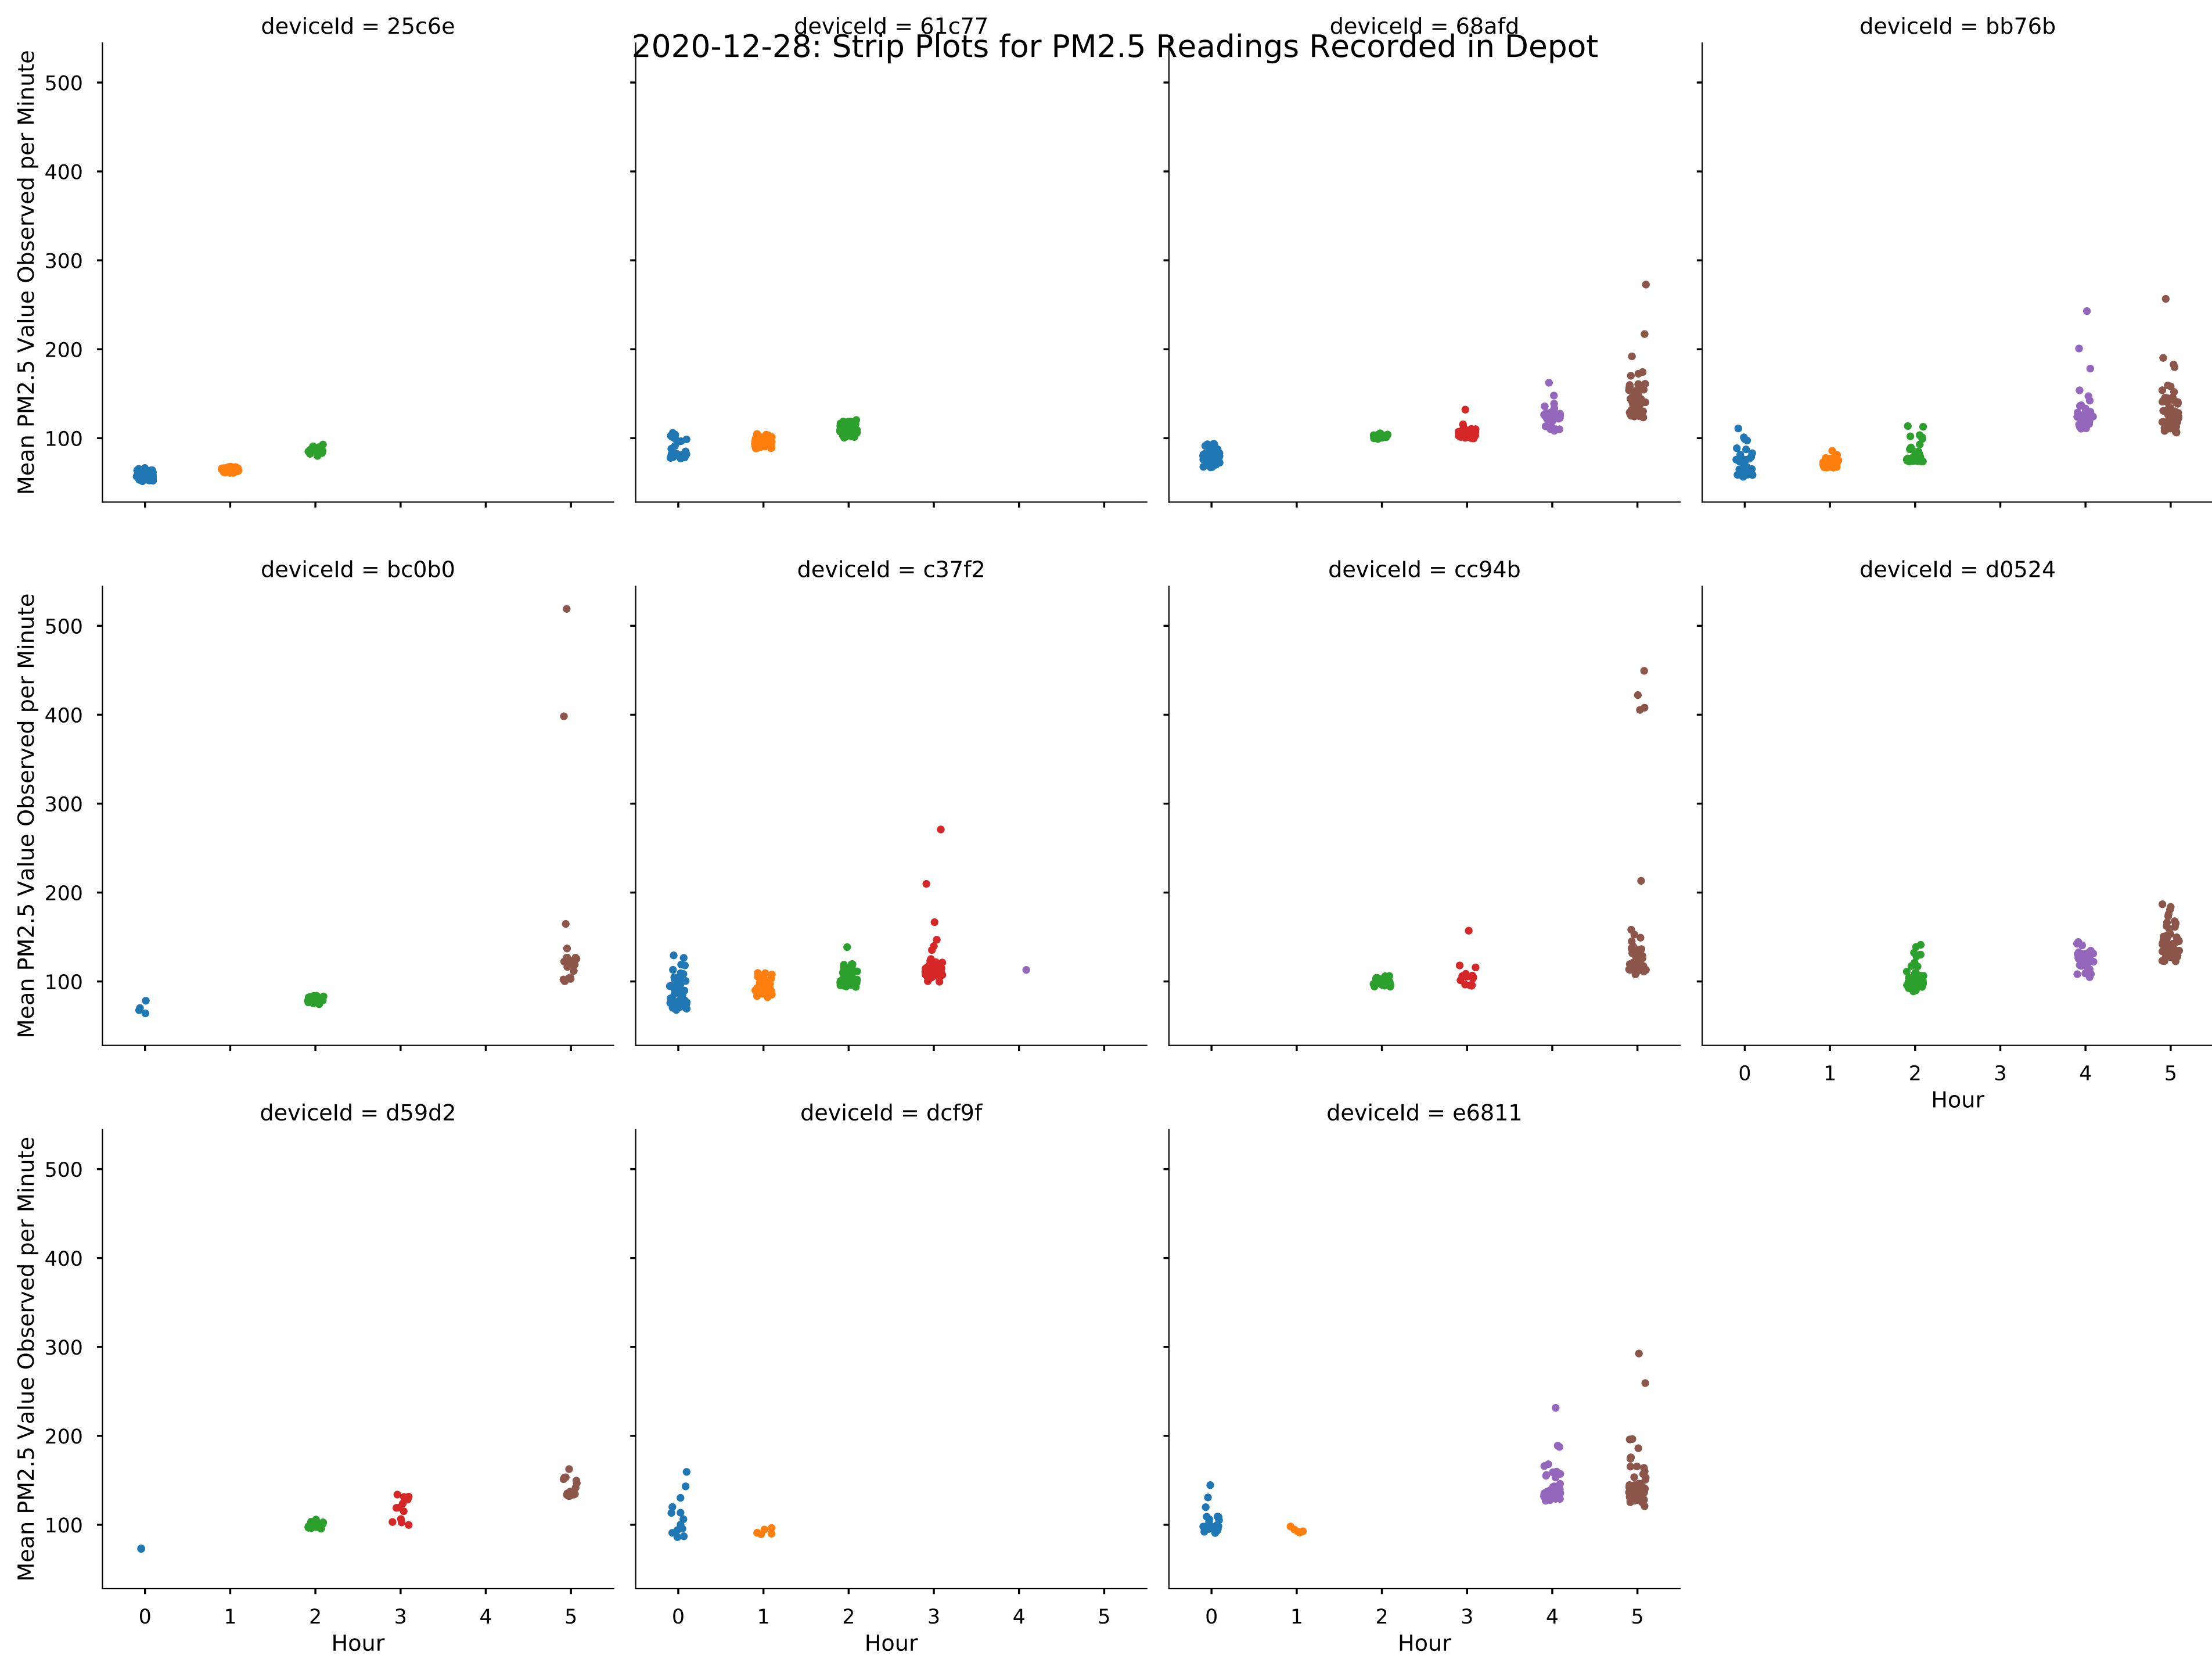 deviceId = 25c6e
deviceId = 61c77
deviceId = 68afd
deviceId = bb76b
2020-12-28: Strip Plots for PM2.5 Readings Recorded in Depot
Mean PM2.5 Value Observed per Minute
500
400
300
200
100
deviceId = bc0b0
deviceId = c37f2
deviceId = cc94b
deviceId = d0524
Mean PM2.5 Value Observed per Minute
500
400
300
200
100
0 1 2 3 4 5
Hour
deviceId = d59d2
deviceId = dcf9f
deviceId = e6811
Mean PM2.5 Value Observed per Minute
500
400
300
200
100
0 1 2 3 4 5
Hour
0 1 2 3 4 5
Hour
0 1 2 3 4 5
Hour